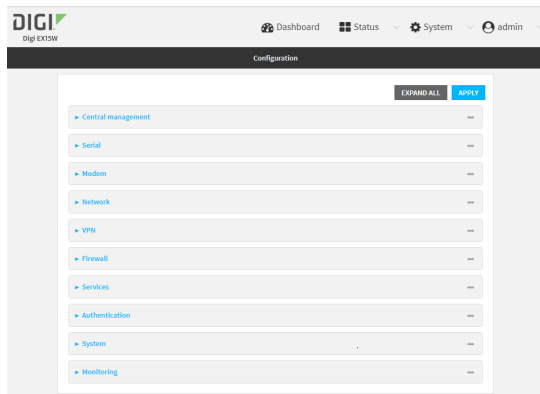 DIGI
Digi EX15W
Dashboard Status System admin
Configuration
EXPAND ALL APPLY
Central management
Serial
Modem
Network
VPN
Firewall
Services
Authentication
System
Monitoring